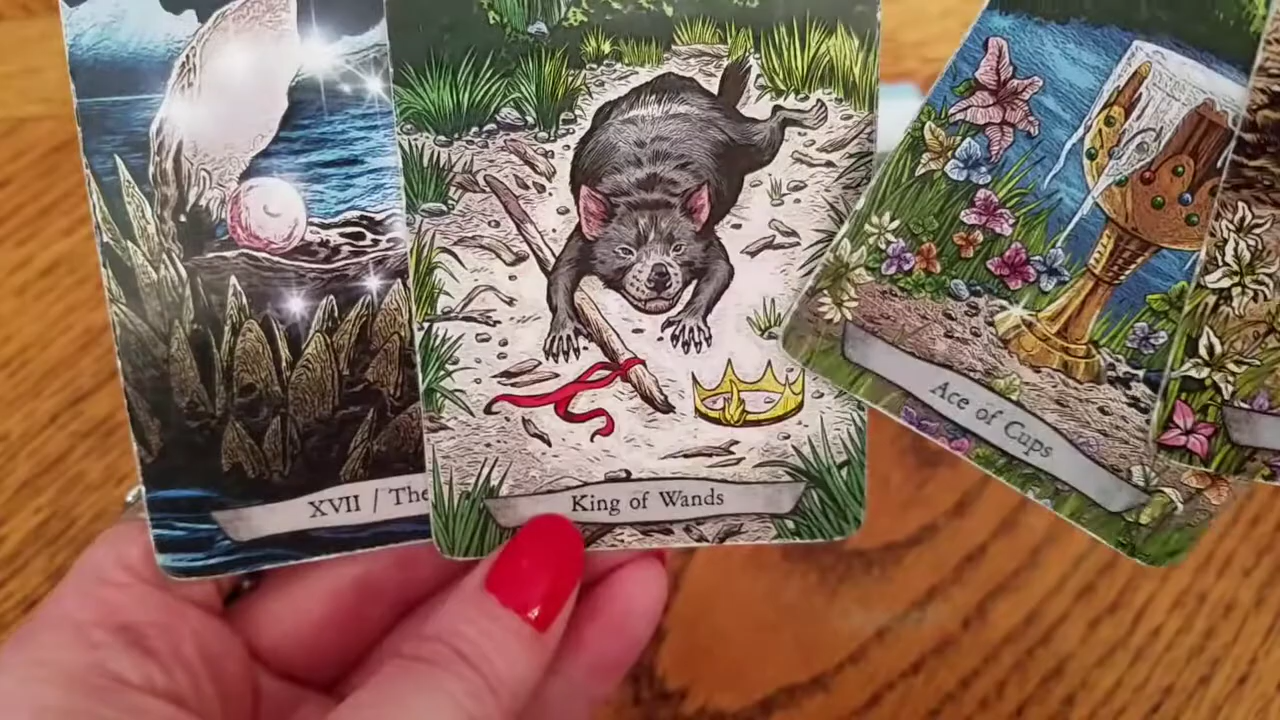 XVII / The
King of Wands
Ace of Cups